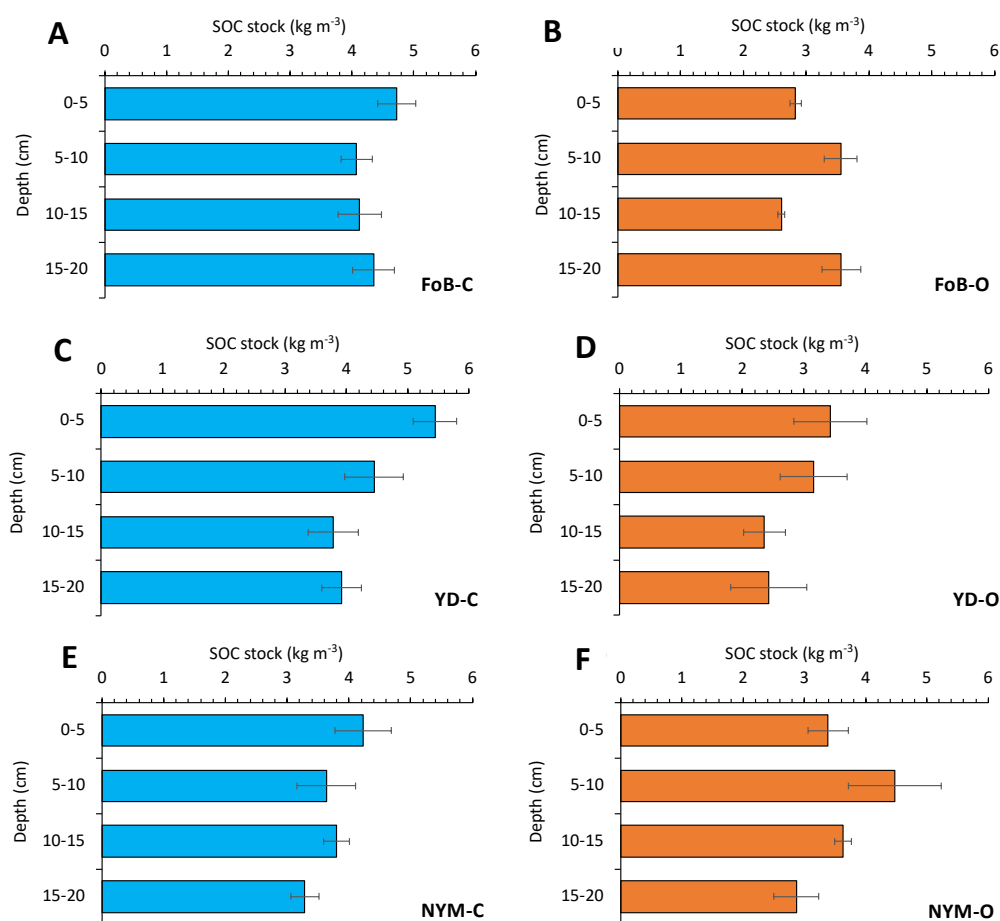 A
SOC stock (kg m⁻³)
0 1 2 3 4 5 6
Depth (cm)
0-5
5-10
10-15
15-20
FoB-C
B
SOC stock (kg m⁻³)
0 1 2 3 4 5 6
Depth (cm)
0-5
5-10
10-15
15-20
FoB-O
C
SOC stock (kg m⁻³)
0 1 2 3 4 5 6
Depth (cm)
0-5
5-10
10-15
15-20
YD-C
D
SOC stock (kg m⁻³)
0 1 2 3 4 5 6
Depth (cm)
0-5
5-10
10-15
15-20
YD-O
E
SOC stock (kg m⁻³)
0 1 2 3 4 5 6
Depth (cm)
0-5
5-10
10-15
15-20
NYM-C
F
SOC stock (kg m⁻³)
0 1 2 3 4 5 6
Depth (cm)
0-5
5-10
10-15
15-20
NYM-O